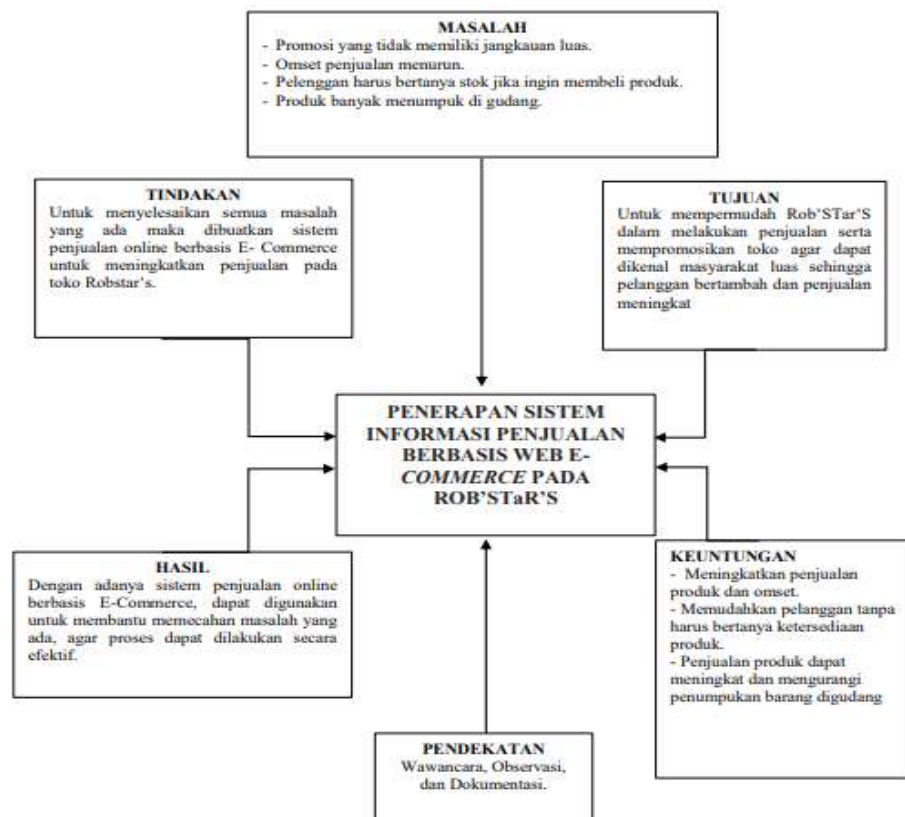 MASALAH
- Promosi yang tidak memiliki jangkauan luas.
- Omset penjualan menurun.
- Pelenggan harus bertanya stok jika ingin membeli produk.
- Produk banyak menumpuk di gudang.
TINDAKAN
Untuk menyelesaikan semua masalah
yang ada maka dibuatkan sistem
penjualan online berbasis E- Commerce
untuk meningkatkan penjualan pada
toko Robstar's.
TUJUAN
Untuk mempermudah Rob'STar'S
dalam melakukan penjualan serta
mempromosikan toko agar dapat
dikenal masyarakat luas sehingga
pelanggan bertambah dan penjualan
meningkat
PENERAPAN SISTEM
INFORMASI PENJUALAN
BERBASIS WEB E-
COMMERCE PADA
ROB'STaR'S
HASIL
Dengan adanya sistem penjualan online
berbasis E-Commerce, dapat digunakan
untuk membantu memecahan masalah yang
ada, agar proses dapat dilakukan secara
efektif.
KEUNTUNGAN
- Meningkatkan penjualan
produk dan omset.
- Memudahkan pelanggan tanpa
harus bertanya ketersediaan
produk.
- Penjualan produk dapat
meningkat dan mengurangi
penumpukan barang digudang
PENDEKATAN
Wawancara, Observasi,
dan Dokumentasi.